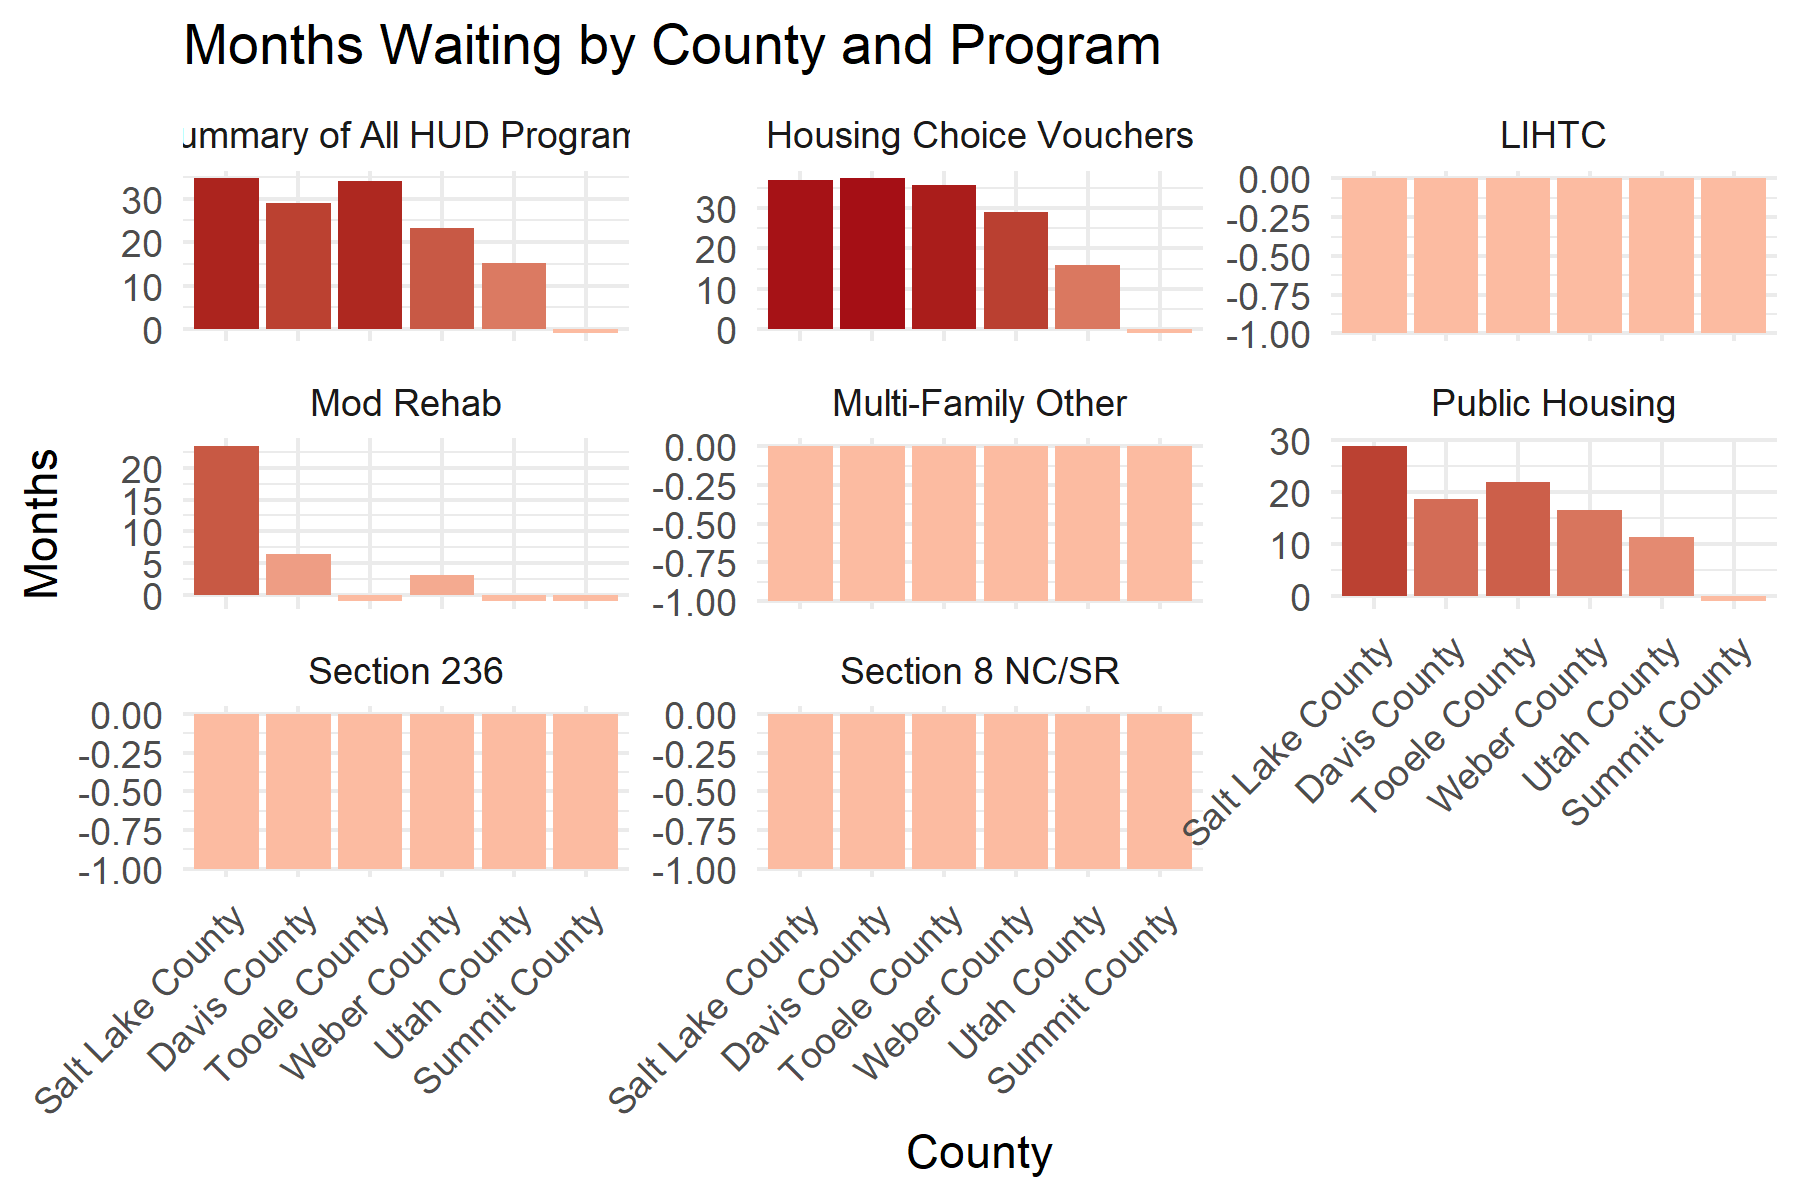 Months Waiting by County and Program
ummary of All HUD Program
Housing Choice Vouchers
LIHTC
30
20
10
0
30
20
10
0
0.00
-0.25
-0.50
-0.75
-1.00
Mod Rehab
Multi-Family Other
Public Housing
20
15
10
5
0
0.00
-0.25
-0.50
-0.75
-1.00
30
20
10
0
Salt Lake County
Davis County
Tooele County
Weber County
Utah County
Summit County
Section 236
Section 8 NC/SR
0.00
-0.25
-0.50
-0.75
-1.00
0.00
-0.25
-0.50
-0.75
-1.00
Salt Lake County
Davis County
Tooele County
Weber County
Utah County
Summit County
Salt Lake County
Davis County
Tooele County
Weber County
Utah County
Summit County
Months
County